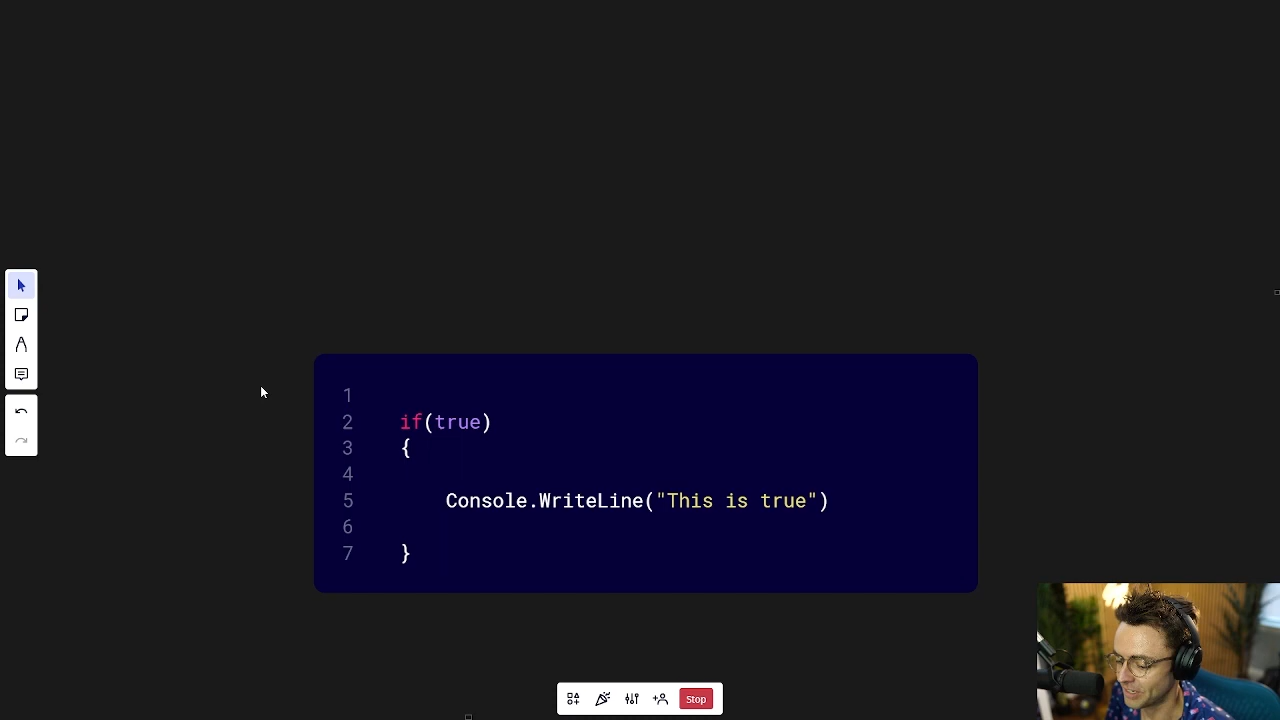 1
2 if(true)
3 {
4
5 Console.WriteLine("This is true")
6
7 }
Stop